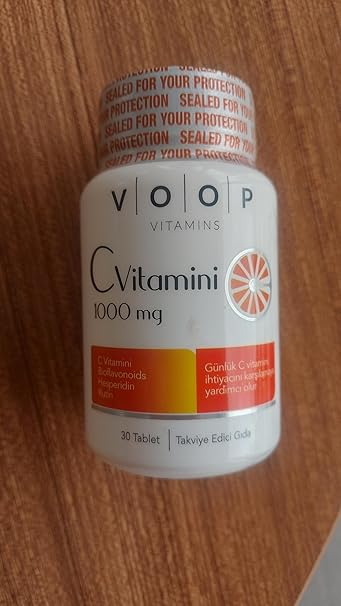 SEALED FOR YOUR PROTECTION
SEALED FOR YOUR PROTECTION
SEALED FOR YOUR PROTECTION
V|O|O|P
VITAMINS
C Vitamini
1000 mg
C Vitamini
Bioflavonoids
Hesperidin
Rutin
Günlük C vitamini
ihtiyacını karşılamaya
yardımcı olur
30 Tablet | Takviye Edici Gıda